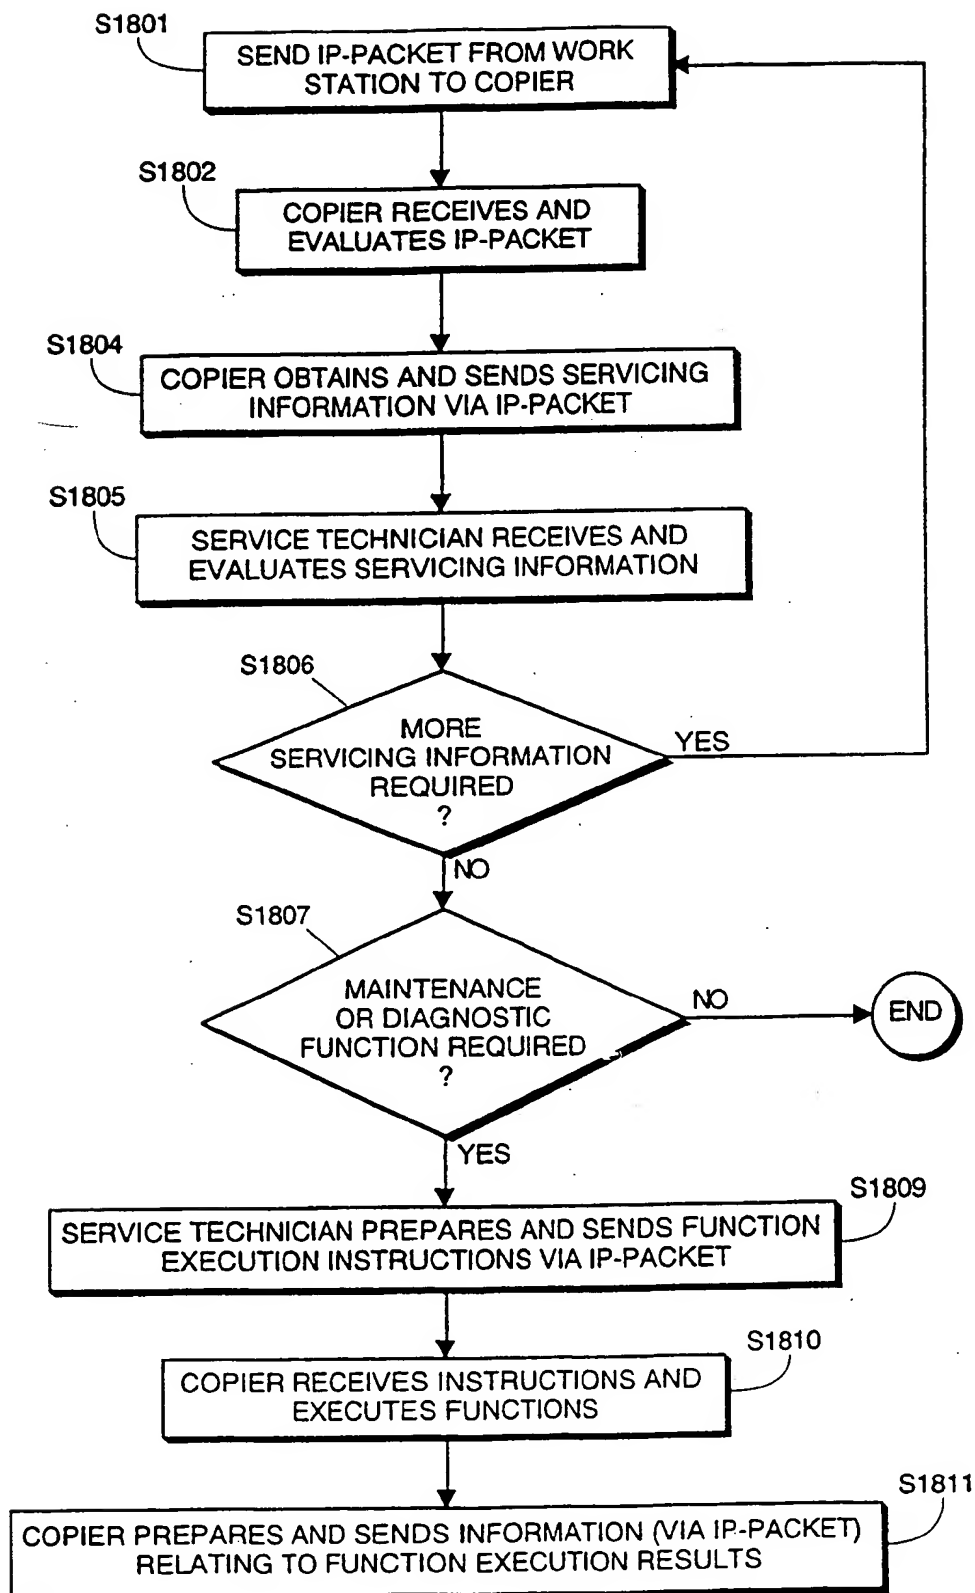 S1801
SEND IP-PACKET FROM WORK
STATION TO COPIER
S1802
COPIER RECEIVES AND
EVALUATES IP-PACKET
S1804
COPIER OBTAINS AND SENDS SERVICING
INFORMATION VIA IP-PACKET
S1805
SERVICE TECHNICIAN RECEIVES AND
EVALUATES SERVICING INFORMATION
S1806
MORE
SERVICING INFORMATION
REQUIRED
?
YES
NO
S1807
MAINTENANCE
OR DIAGNOSTIC
FUNCTION REQUIRED
?
NO
END
YES
S1809
SERVICE TECHNICIAN PREPARES AND SENDS FUNCTION
EXECUTION INSTRUCTIONS VIA IP-PACKET
S1810
COPIER RECEIVES INSTRUCTIONS AND
EXECUTES FUNCTIONS
S1811
COPIER PREPARES AND SENDS INFORMATION (VIA IP-PACKET)
RELATING TO FUNCTION EXECUTION RESULTS